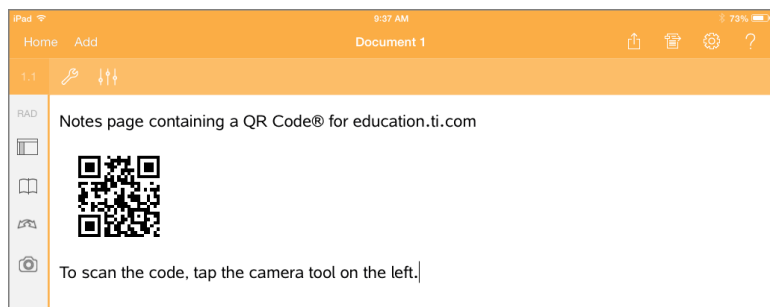 iPad 9:37 AM 73%
Home Add Document 1 ?
1.1
RAD
Notes page containing a QR Code® for education.ti.com
To scan the code, tap the camera tool on the left.